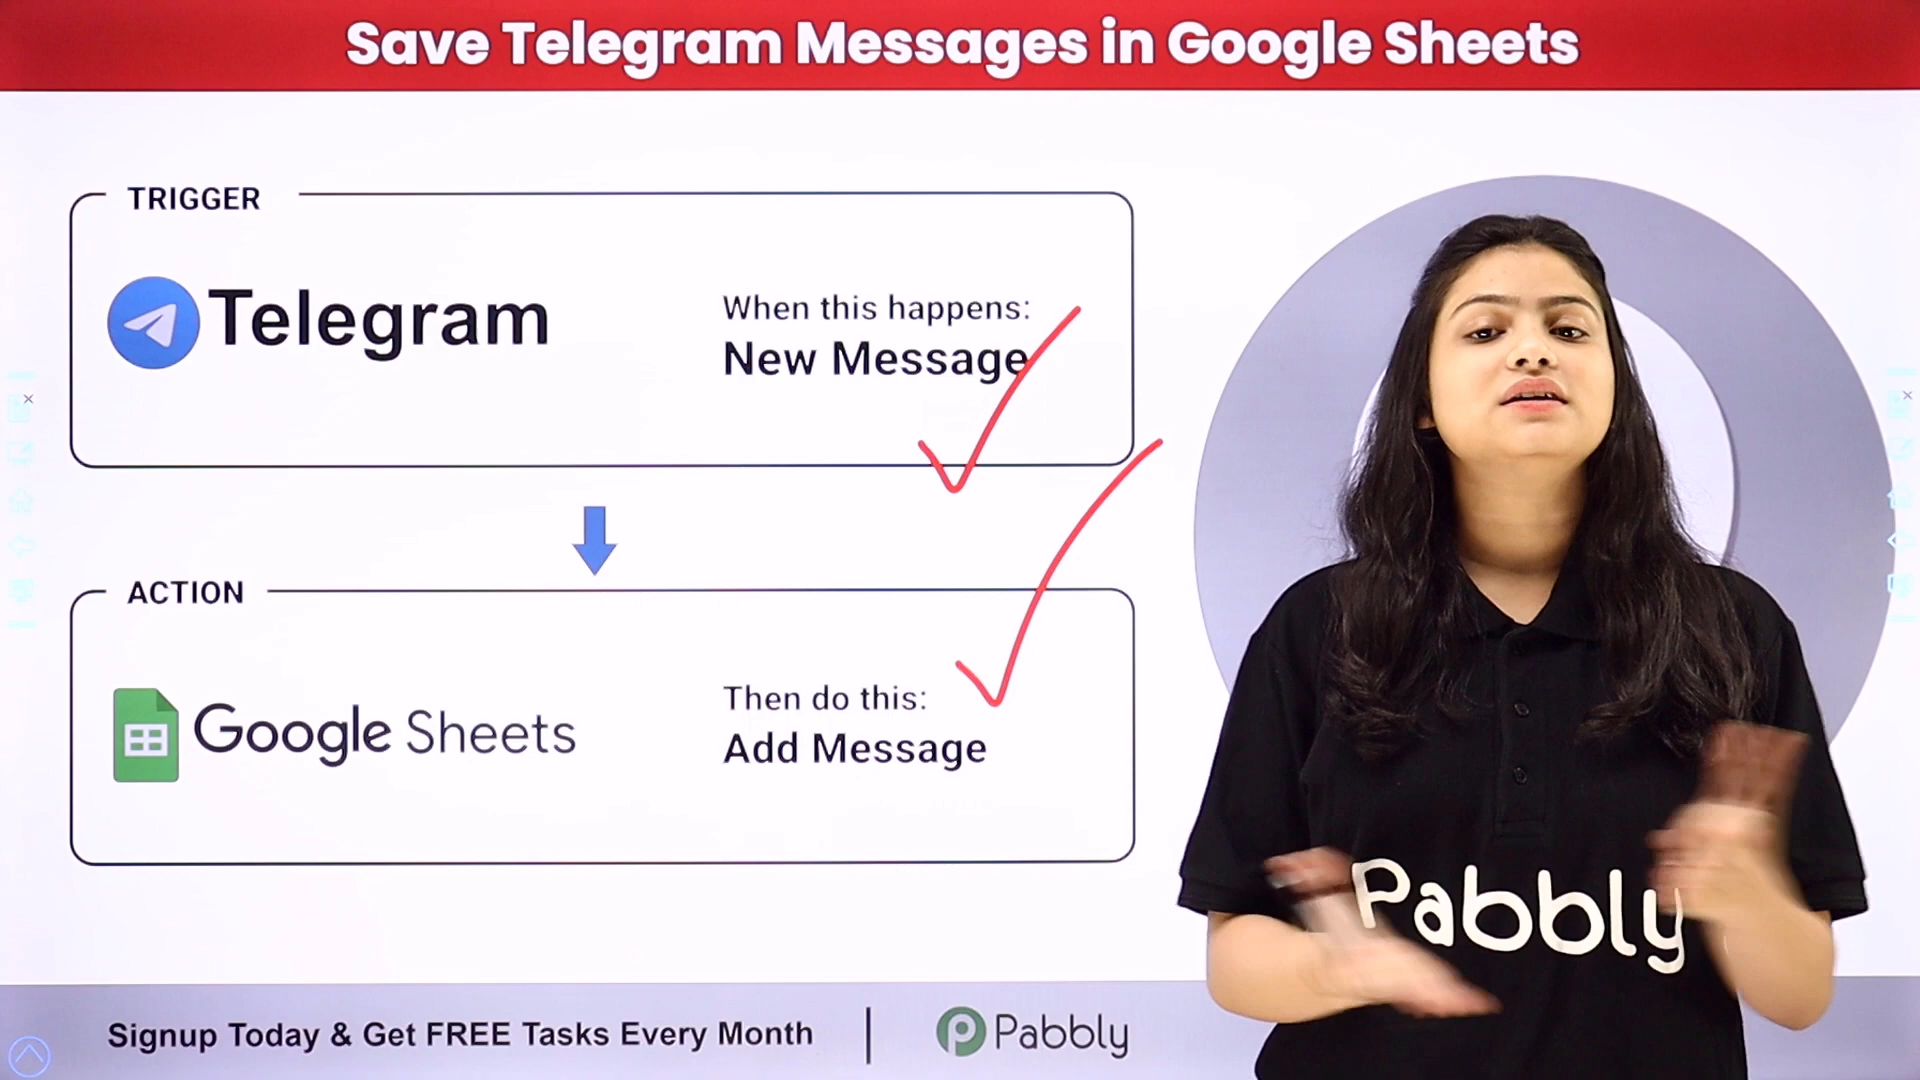 Save Telegram Messages in Google Sheets
TRIGGER
Telegram
When this happens:
New Message
ACTION
Google Sheets
Then do this:
Add Message
Pabbly
Signup Today & Get FREE Tasks Every Month
Pabbly